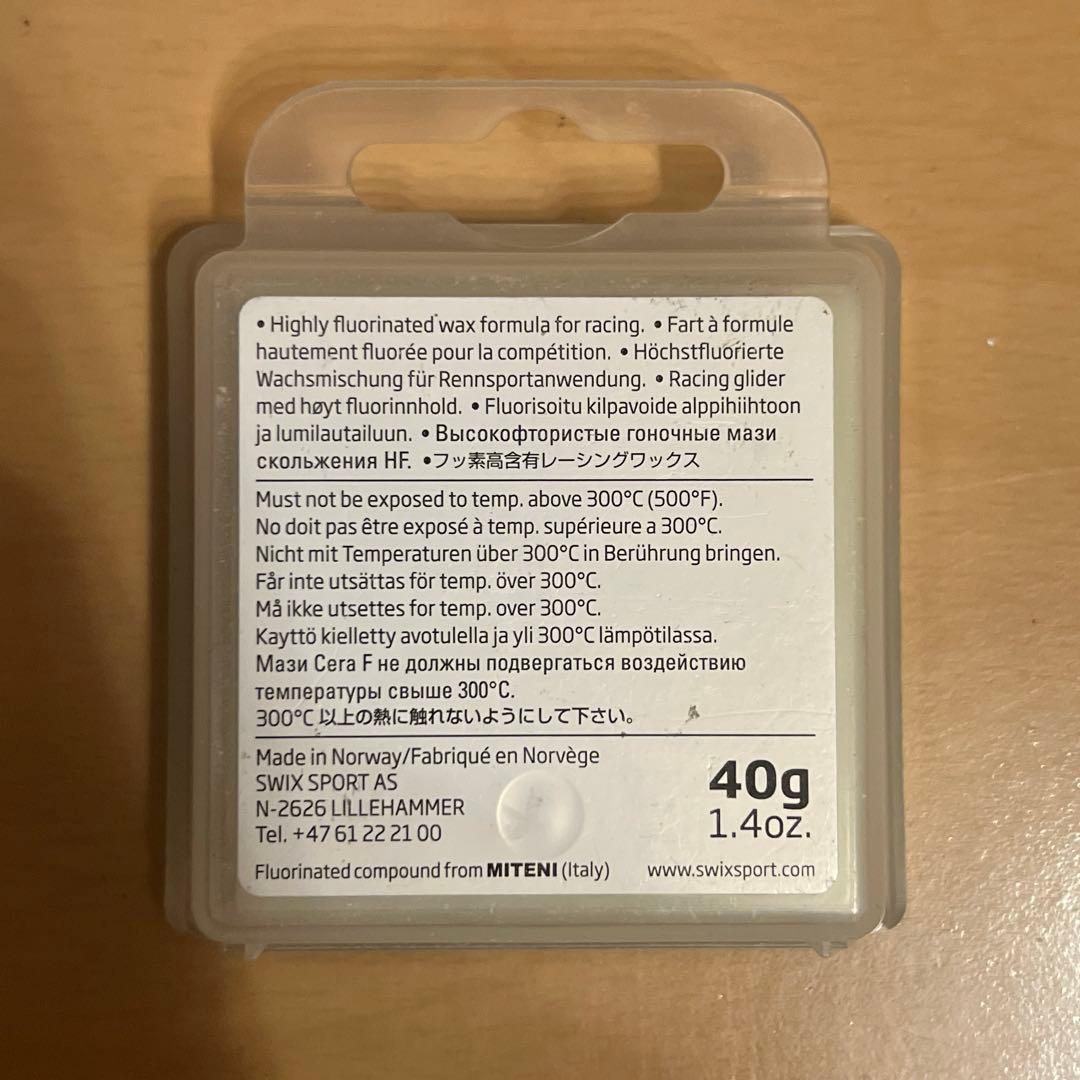 • Highly fluorinated wax formula for racing. • Fart à formule
hautement fluorée pour la compétition. • Höchstfluorierte
Wachsmischung für Rennsportanwendung. • Racing glider
med høyt fluorinnhold. • Fluorisoitu kilpavoide alppihiihtoon
ja lumilautailuun. • Высокофтористые гоночные мази
скольжения HF. •フッ素高含有レーシングワックス
Must not be exposed to temp. above 300°C (500°F).
No doit pas être exposé à temp. supérieure a 300°C.
Nicht mit Temperaturen über 300°C in Berührung bringen.
Får inte utsättas för temp. över 300°C.
Må ikke utsettes for temp. over 300°C.
Kayttö kielletty avotulella ja yli 300°C lämpötilassa.
Мази Cera F не должны подвергаться воздействию
температуры свыше 300°C.
300°C 以上の熱に触れないようにして下さい。
Made in Norway/Fabriqué en Norvège
SWIX SPORT AS
N-2626 LILLEHAMMER
Tel. +47 61 22 21 00
40g
1.4oz.
Fluorinated compound from MITENI (Italy)
www.swixsport.com